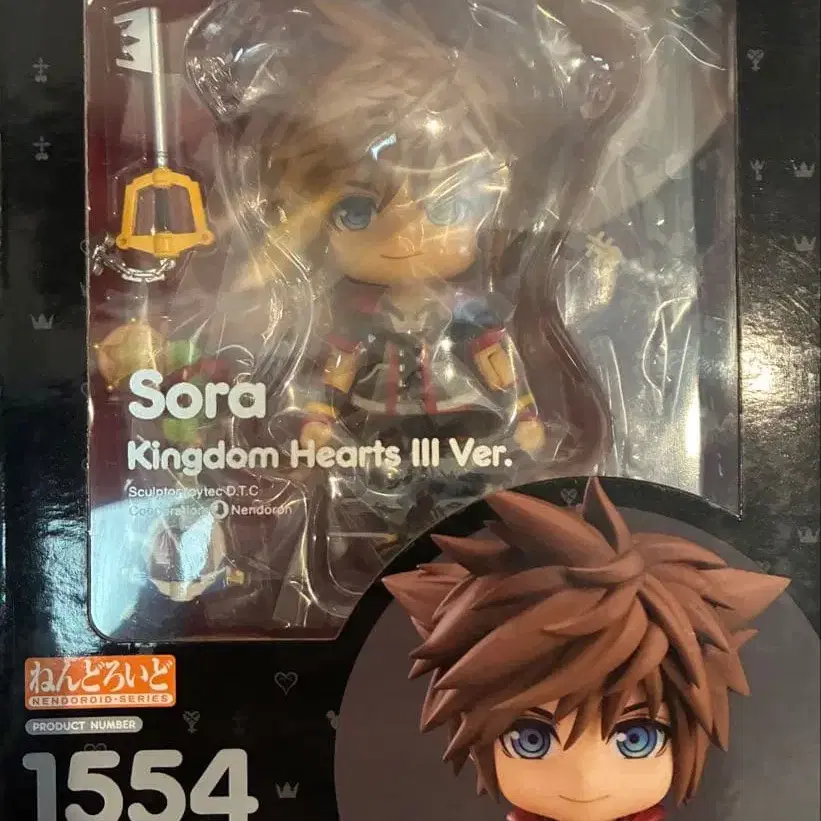 Sora
Kingdom Hearts III Ver.
Sculptor toytec D.T.C
Cooperation Nendoron
ねんどろいど
NENDOROID-SERIES
PRODUCT NUMBER
1554